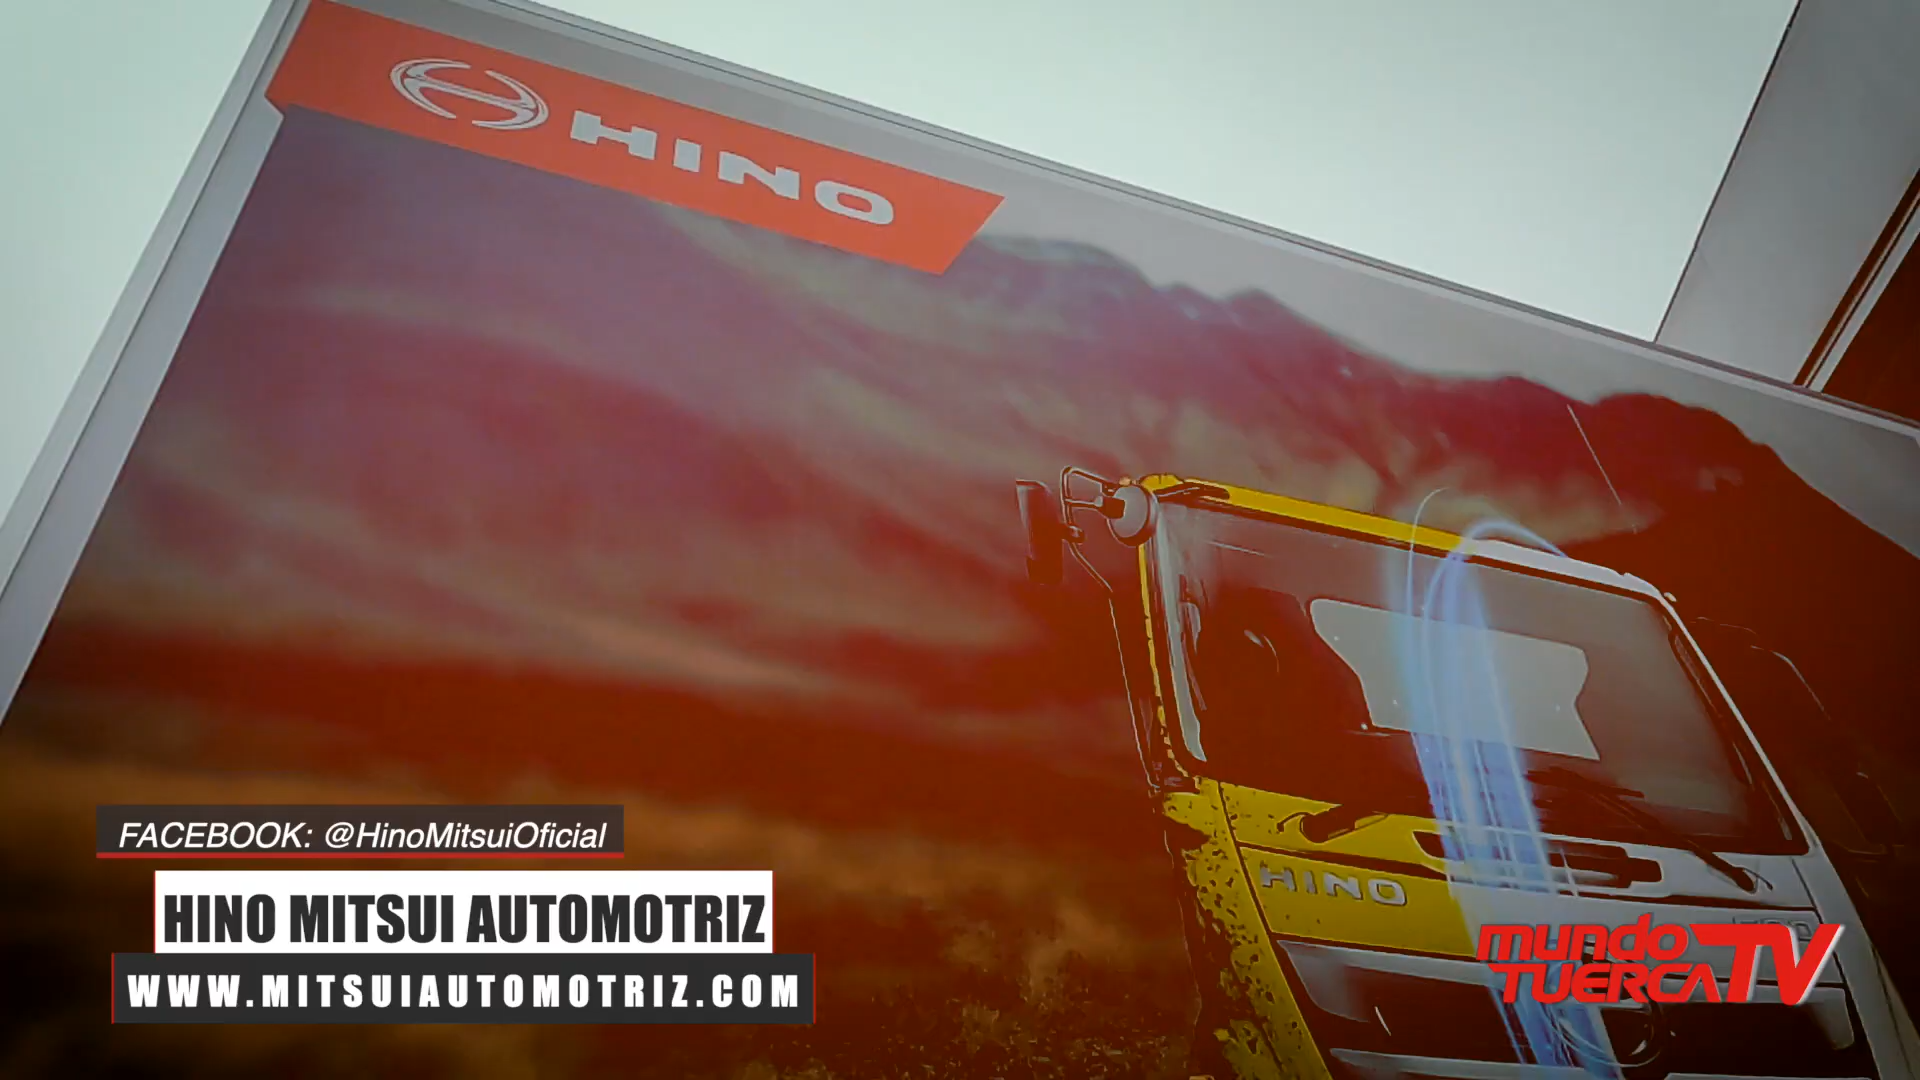 HINO
HINO
FACEBOOK: @HinoMitsuiOficial
HINO MITSUI AUTOMOTRIZ
WWW.MITSUIAUTOMOTRIZ.COM
mundo
TUERCA TV